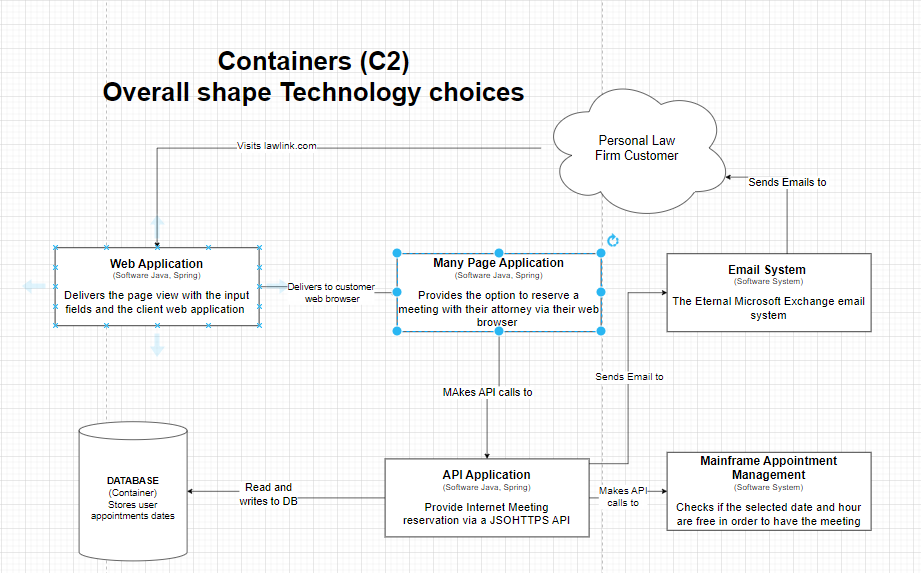 Containers (C2)
Overall shape Technology choices
Personal Law
Firm Customer
Visits lawlink.com
Sends Emails to
Web Application
(Software Java, Spring)
Delivers the page view with the input
fields and the client web application
Delivers to customer
web browser
Many Page Application
(Software Java, Spring)
Provides the option to reserve a
meeting with their attorney via their web
browser
Email System
(Software System)
The Eternal Microsoft Exchange email
system
Sends Email to
MAkes API calls to
DATABASE
(Container)
Stores user
appointments dates
Read and
writes to DB
API Application
(Software Java, Spring)
Provide Internet Meeting
reservation via a JSOHTTPS API
Makes API
calls to
Mainframe Appointment
Management
(Software System)
Checks if the selected date and hour
are free in order to have the meeting